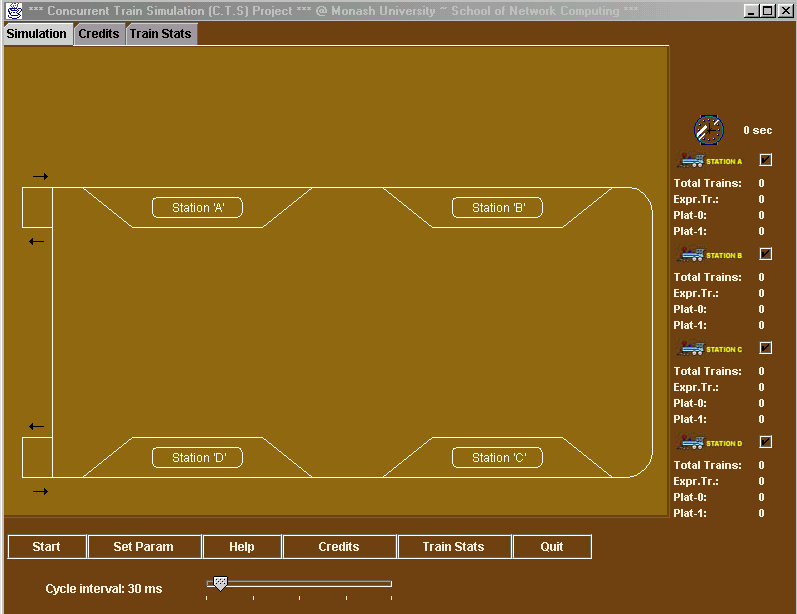 *** Concurrent Train Simulation (C.T.S) Project *** @ Monash University ~ School of Network Computing ***
Simulation Credits Train Stats
0 sec
STATION A
Total Trains: 0
Expr.Tr.: 0
Plat-0: 0
Plat-1: 0
STATION B
Total Trains: 0
Expr.Tr.: 0
Plat-0: 0
Plat-1: 0
STATION C
Total Trains: 0
Expr.Tr.: 0
Plat-0: 0
Plat-1: 0
STATION D
Total Trains: 0
Expr.Tr.: 0
Plat-0: 0
Plat-1: 0
Station 'A' Station 'B'
Station 'D' Station 'C'
Start Set Param Help Credits Train Stats Quit
Cycle interval: 30 ms